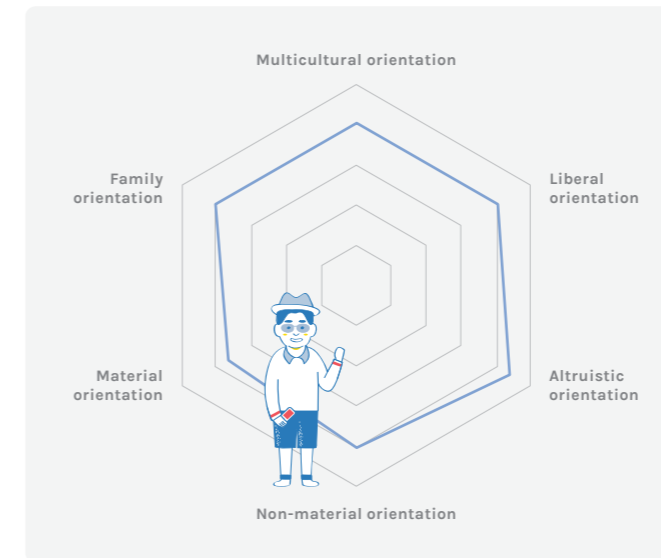 Multicultural orientation
Family
orientation
Liberal
orientation
Material
orientation
Altruistic
orientation
Non-material orientation